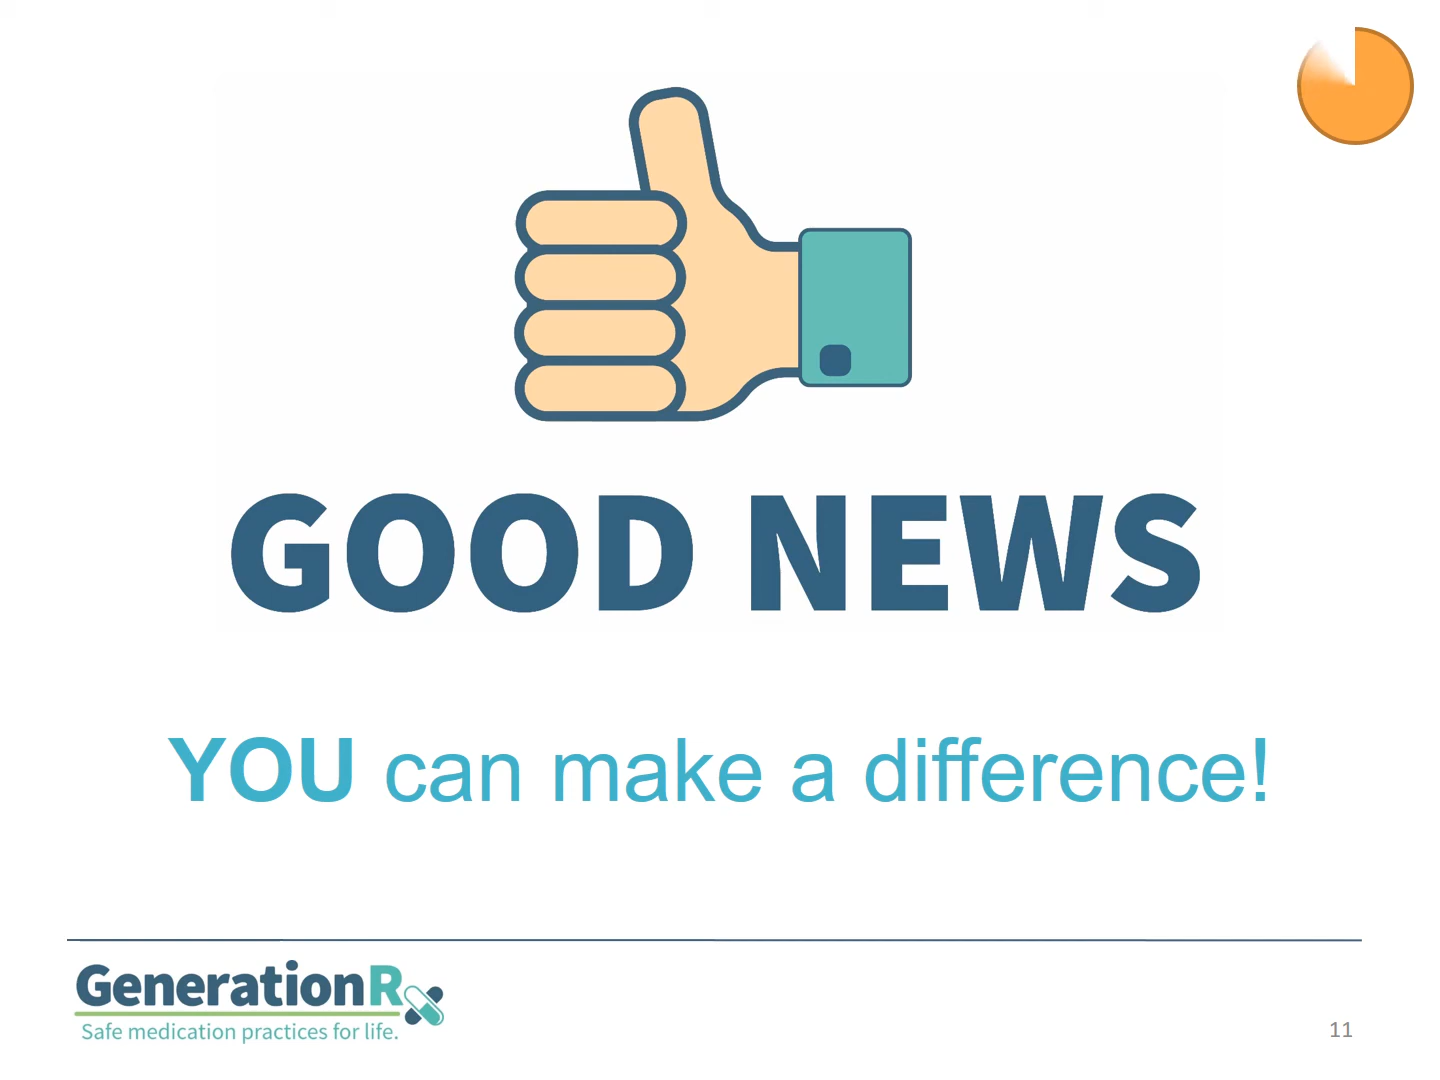 GOOD NEWS
YOU can make a difference!
GenerationRx
Safe medication practices for life.
11